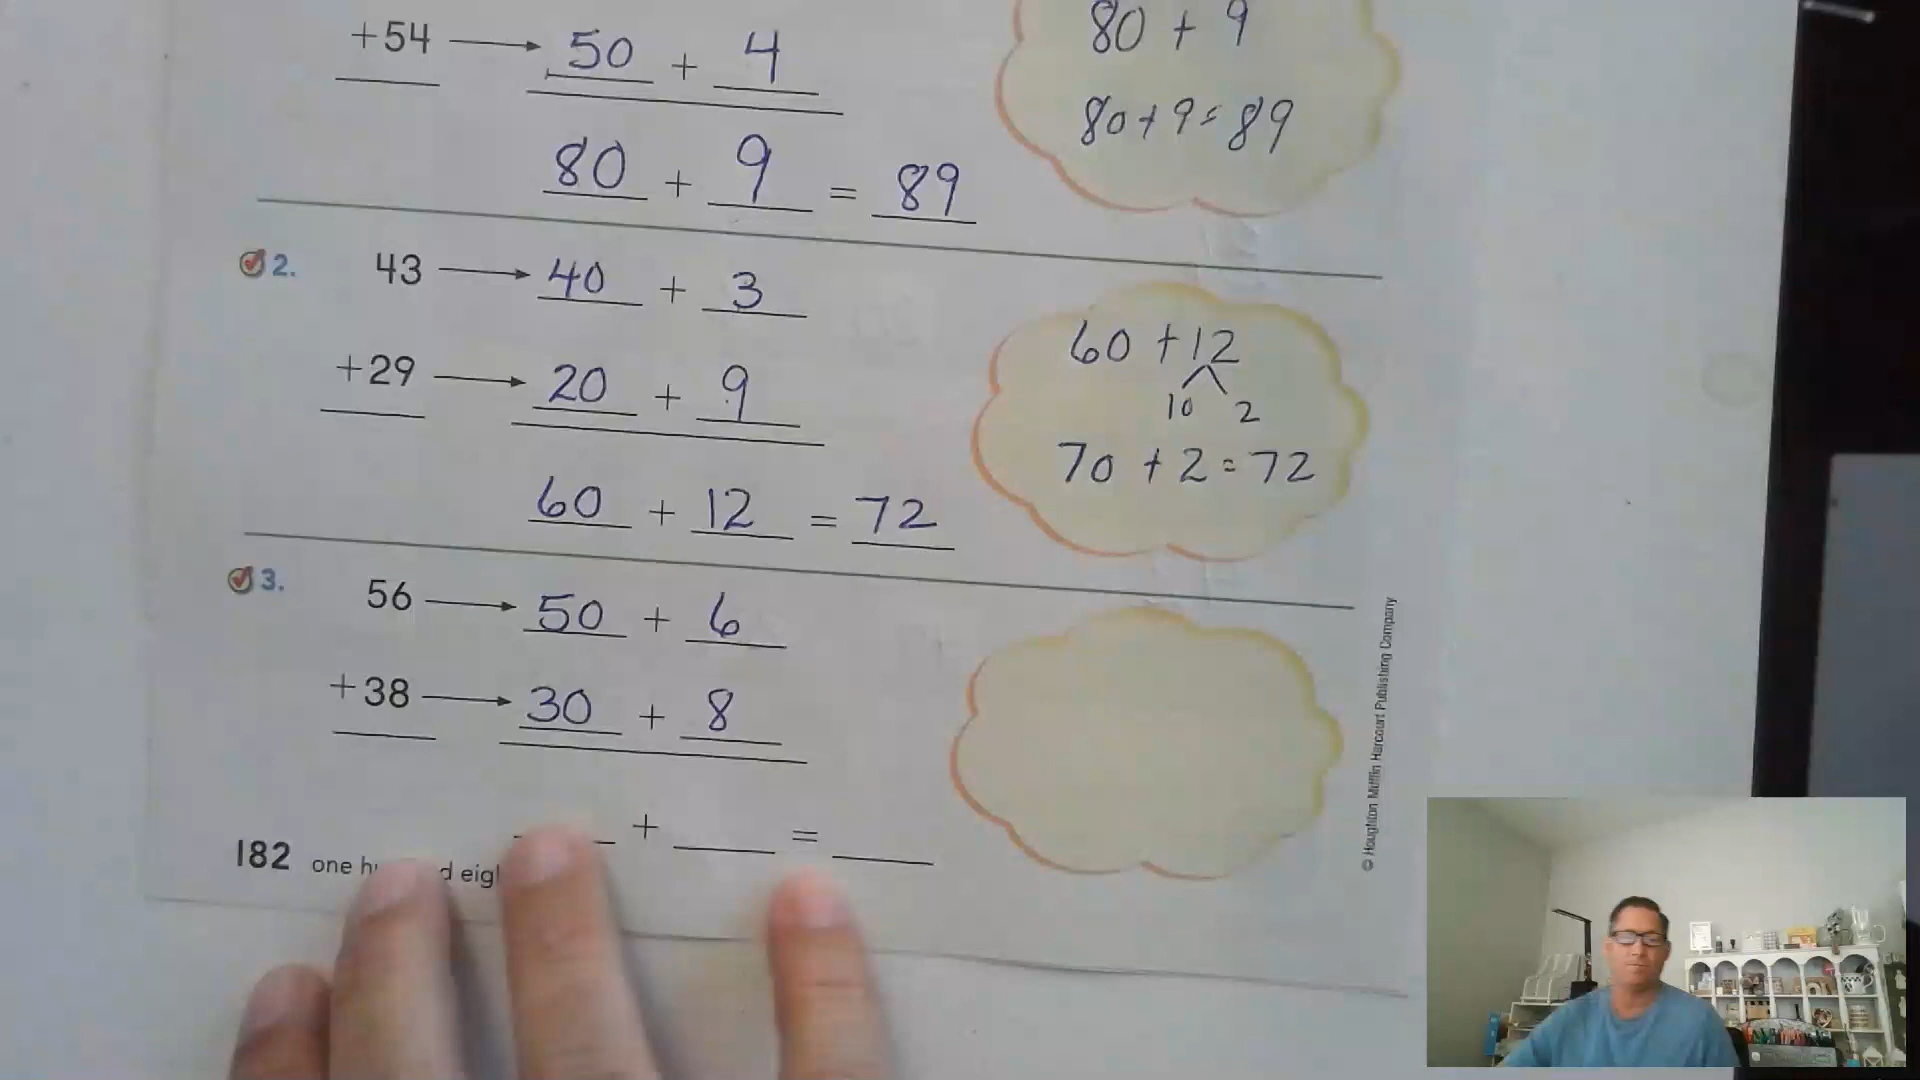 +54 → 50 + 4
80 + 9 = 89
80 + 9
80 + 9 = 89
2. 43 → 40 + 3
+29 → 20 + 9
60 + 12 = 72
60 + 12
10 2
70 + 2 = 72
3. 56 → 50 + 6
+38 → 30 + 8
+ =
182 one
© Houghton Mifflin Harcourt Publishing Company